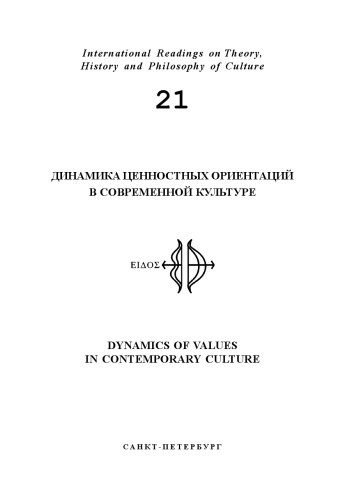 International Readings on Theory,
History and Philosophy of Culture
21
ДИНАМИКА ЦЕННОСТНЫХ ОРИЕНТАЦИЙ
В СОВРЕМЕННОЙ КУЛЬТУРЕ
ΕΙΔΟΣ
DYNAMICS OF VALUES
IN CONTEMPORARY CULTURE
САНКТ-ПЕТЕРБУРГ